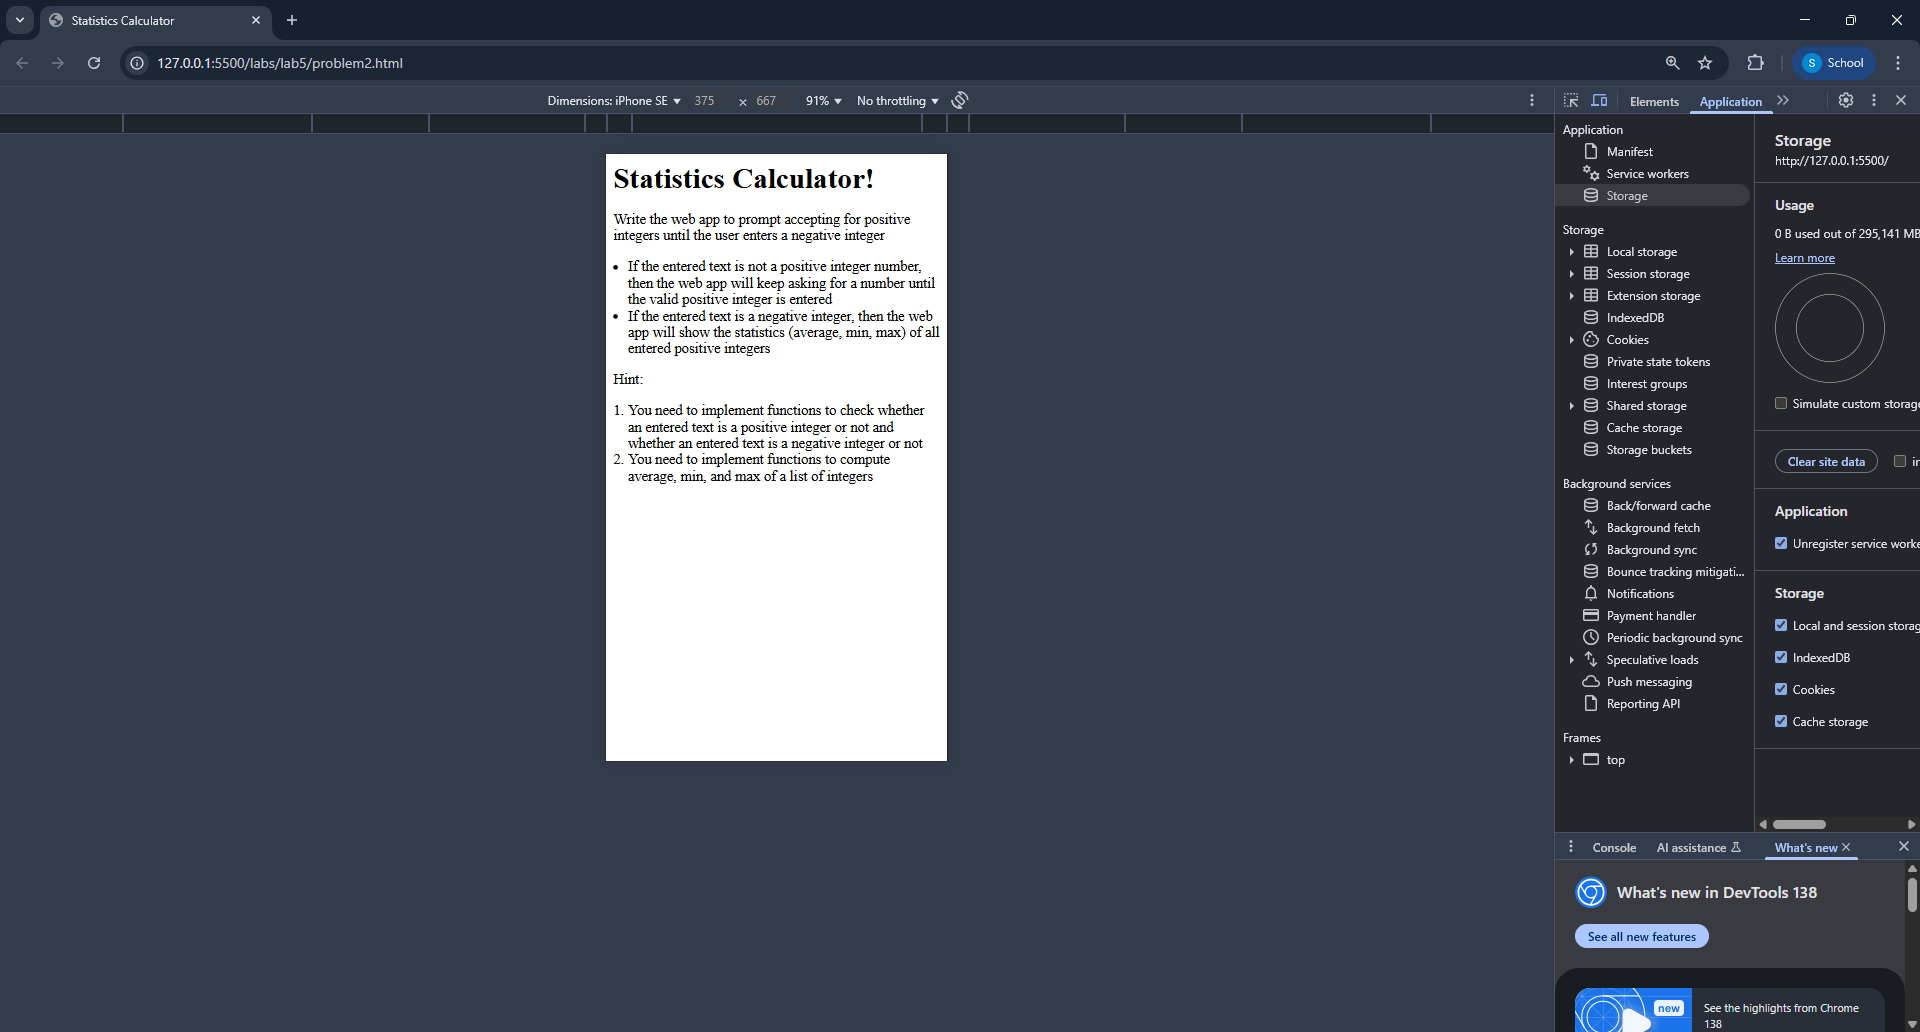 Statistics Calculator
127.0.0.1:5500/labs/lab5/problem2.html
School
Dimensions: iPhone SE
375 × 667
91%
No throttling
Elements
Application
Statistics Calculator!
Write the web app to prompt accepting for positive
integers until the user enters a negative integer
• If the entered text is not a positive integer number,
then the web app will keep asking for a number until
the valid positive integer is entered
• If the entered text is a negative integer, then the web
app will show the statistics (average, min, max) of all
entered positive integers
Hint:
1. You need to implement functions to check whether
an entered text is a positive integer or not and
whether an entered text is a negative integer or not
2. You need to implement functions to compute
average, min, and max of a list of integers
Application
Manifest
Service workers
Storage
Storage
Local storage
Session storage
Extension storage
IndexedDB
Cookies
Private state tokens
Interest groups
Shared storage
Cache storage
Storage buckets
Background services
Back/forward cache
Background fetch
Background sync
Bounce tracking mitigati...
Notifications
Payment handler
Periodic background sync
Speculative loads
Push messaging
Reporting API
Frames
top
Storage
http://127.0.0.1:5500/
Usage
0 B used out of 295,141 MB
Learn more
Simulate custom storag
Clear site data
in
Application
Unregister service worke
Storage
Local and session storag
IndexedDB
Cookies
Cache storage
Console
AI assistance
What's new
What's new in DevTools 138
See all new features
new
See the highlights from Chrome
138
S